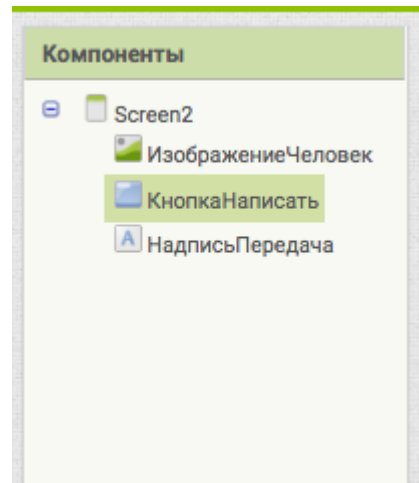 Компоненты
Screen2
ИзображениеЧеловек
КнопкаНаписать
A НадписьПередача